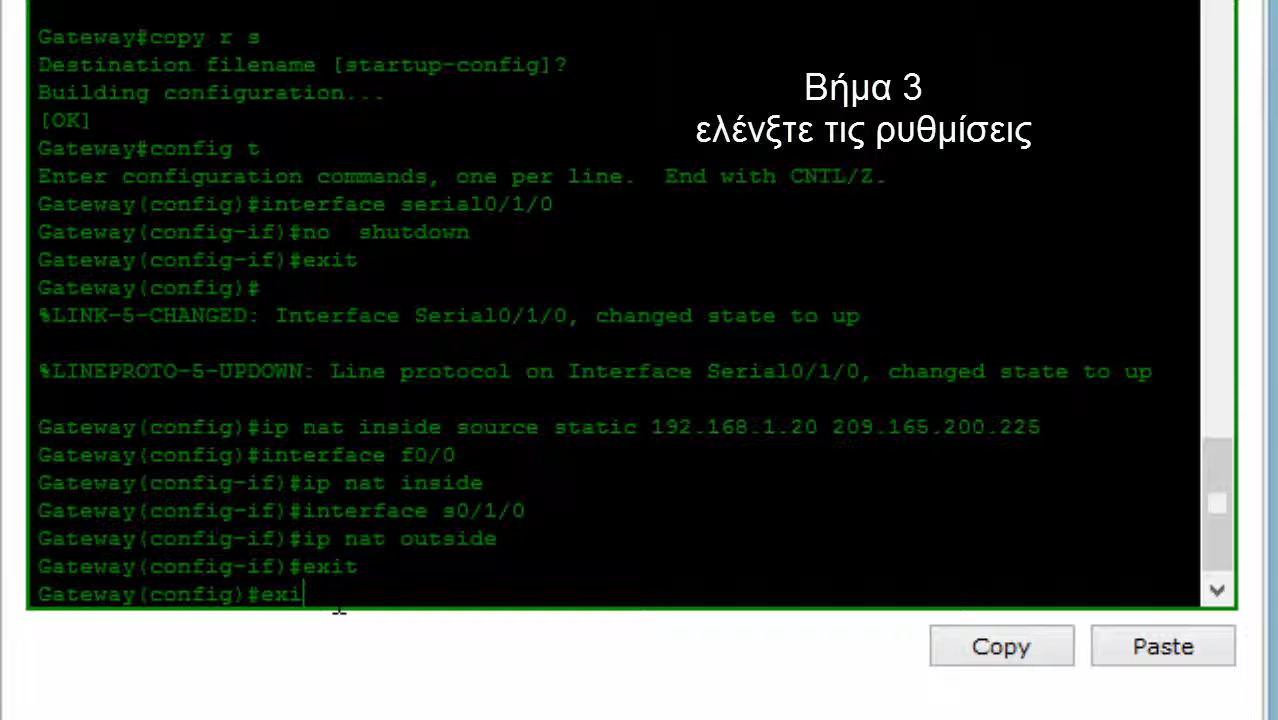 Gateway#copy r s
Destination filename [startup-config]?
Building configuration...
[OK]
Gateway#config t
Enter configuration commands, one per line.  End with CNTL/Z.
Gateway(config)#interface serial0/1/0
Gateway(config-if)#no  shutdown
Gateway(config-if)#exit
Gateway(config)#
%LINK-5-CHANGED: Interface Serial0/1/0, changed state to up
%LINEPROTO-5-UPDOWN: Line protocol on Interface Serial0/1/0, changed state to up
Gateway(config)#ip nat inside source static 192.168.1.20 209.165.200.225
Gateway(config)#interface f0/0
Gateway(config-if)#ip nat inside
Gateway(config-if)#interface s0/1/0
Gateway(config-if)#ip nat outside
Gateway(config-if)#exit
Gateway(config)#exi
Βήμα 3
ελένξτε τις ρυθμίσεις
Copy
Paste